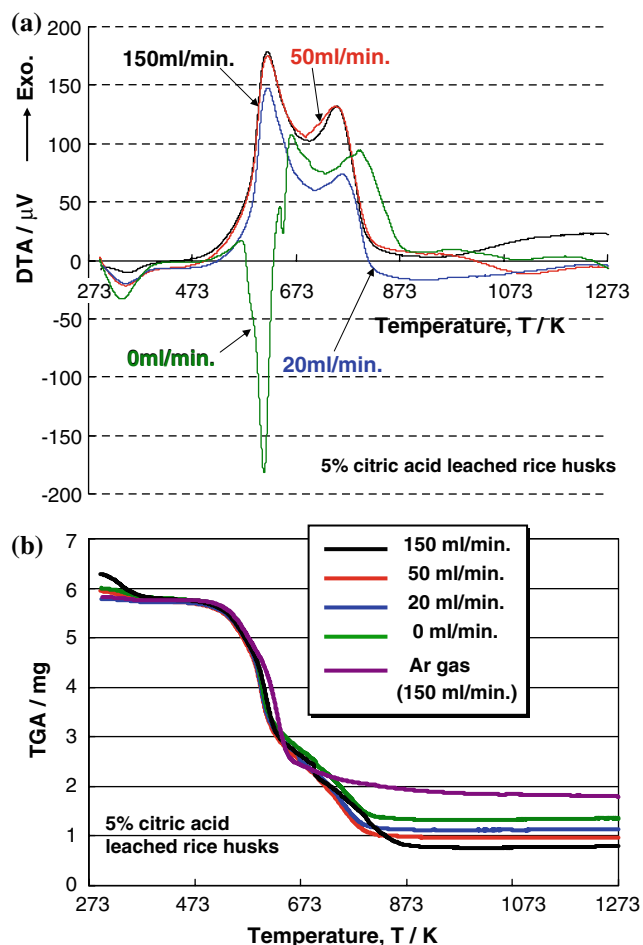 (a)
200
150
100
50
0
-50
-100
-150
-200
DTA / µV → Exo.
150ml/min.
50ml/min.
0ml/min.
20ml/min.
273 473 673 873 1073 1273
Temperature, T / K
5% citric acid leached rice husks
(b)
7
6
5
4
3
2
1
0
TGA / mg
150 ml/min.
50 ml/min.
20 ml/min.
0 ml/min.
Ar gas
(150 ml/min.)
5% citric acid
leached rice husks
273 473 673 873 1073 1273
Temperature, T / K